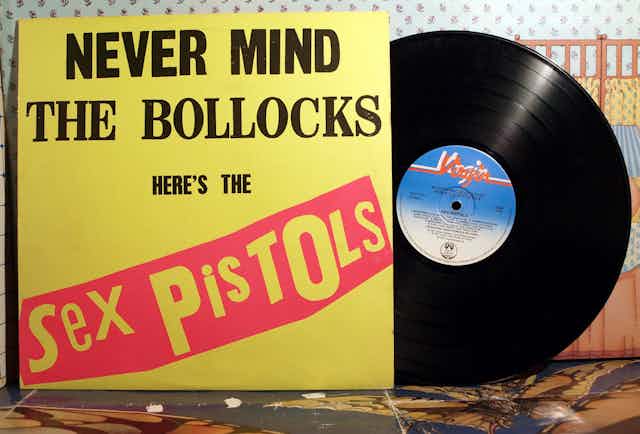 NEVER MIND
THE BOLLOCKS
HERE'S THE
Sex PiSTOLs
Virgin